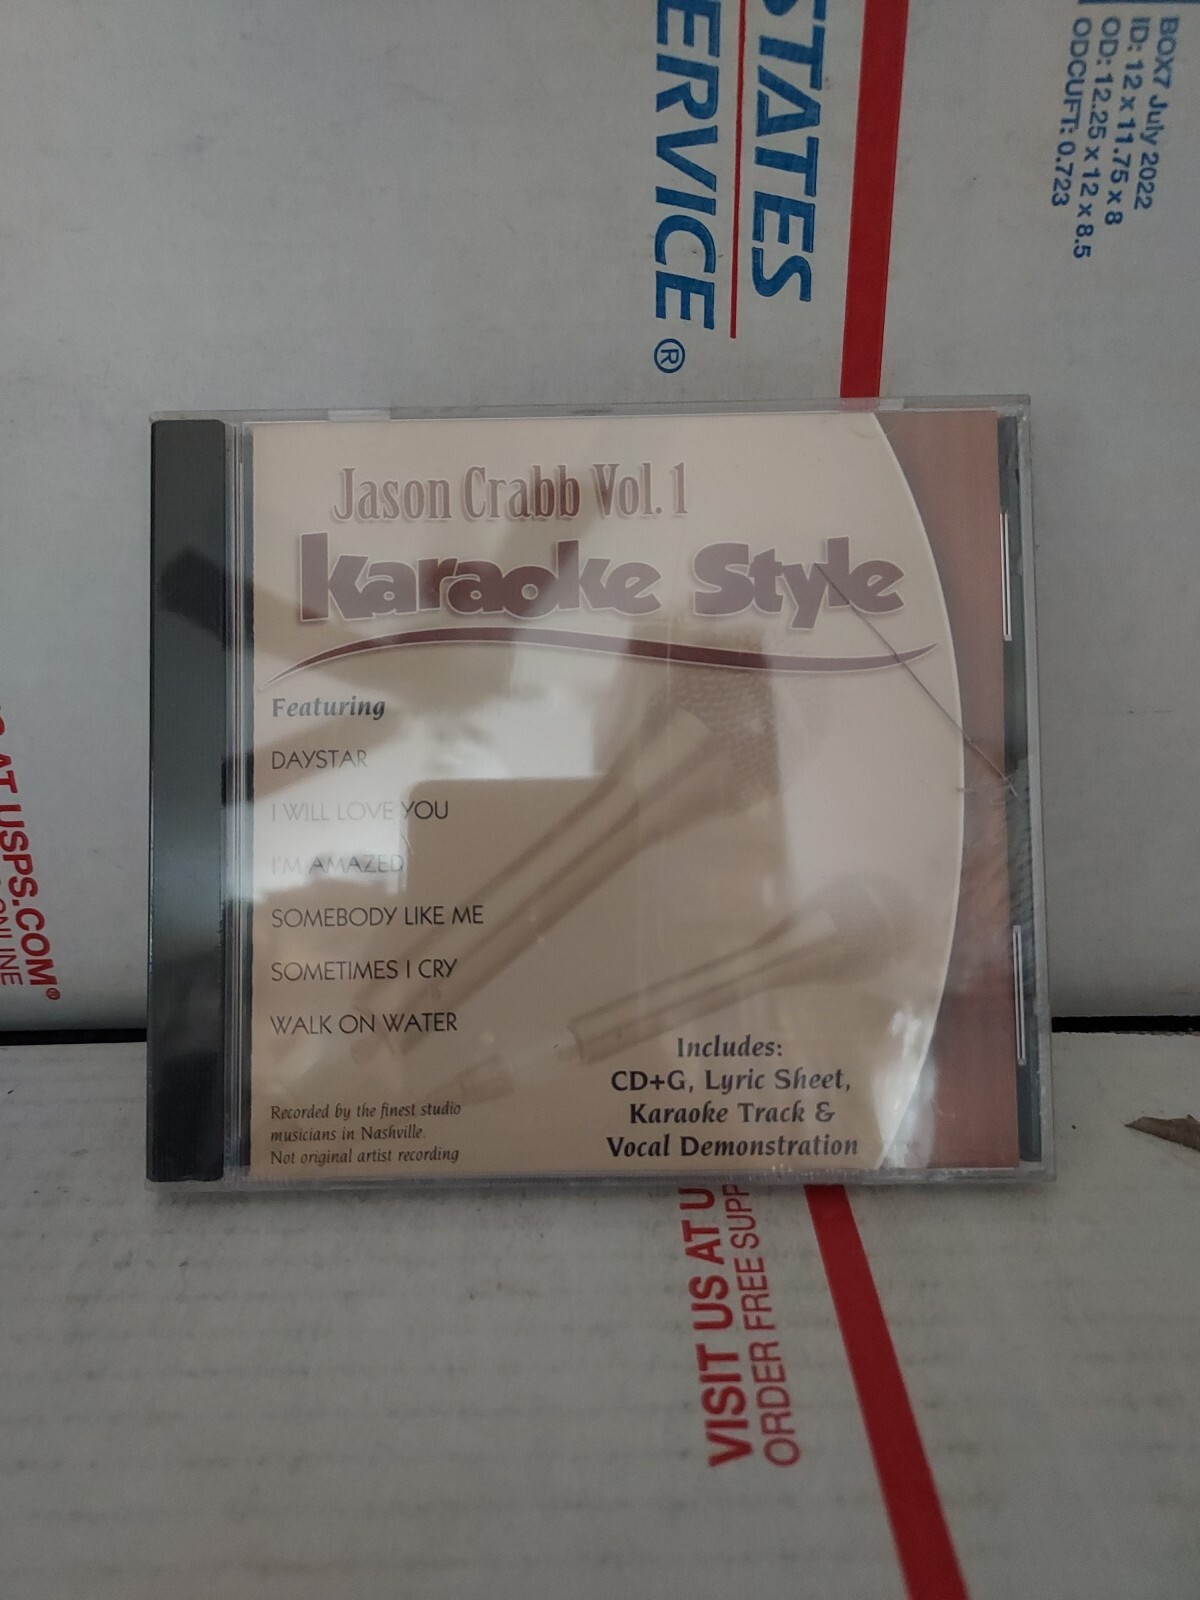 STATES
ERVICE®
BOX7 July 2022
ID: 12 x 11.75 x 8
OD: 12.25 x 12 x 8.5
ODCUFT: 0.723
Jason Crabb Vol. 1
Karaoke Style
Featuring
DAYSTAR
I WILL LOVE YOU
I'M AMAZED
SOMEBODY LIKE ME
SOMETIMES I CRY
WALK ON WATER
Recorded by the finest studio
musicians in Nashville.
Not original artist recording
Includes:
CD+G, Lyric Sheet,
Karaoke Track &
Vocal Demonstration
AT USPS.COM®
ONLINE
VISIT US AT U
ORDER FREE SUPP